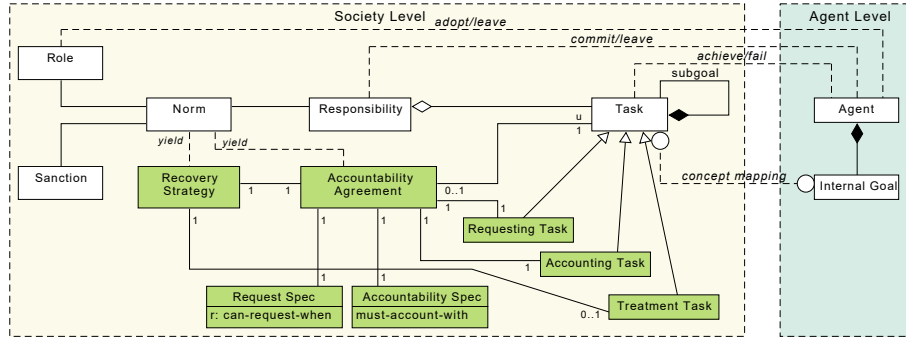 Society Level
Agent Level
adopt/leave
commit/leave
achieve/fail
subgoal
Role
Norm
Responsibility
Task
Agent
u
1
yield
yield
Sanction
Recovery
Strategy
1
1
Accountability
Agreement
0..1
concept mapping
Internal Goal
1
1
Requesting Task
1
1
1
1
1
Accounting Task
1
1
Request Spec
r: can-request-when
Accountability Spec
must-account-with
0..1
Treatment Task